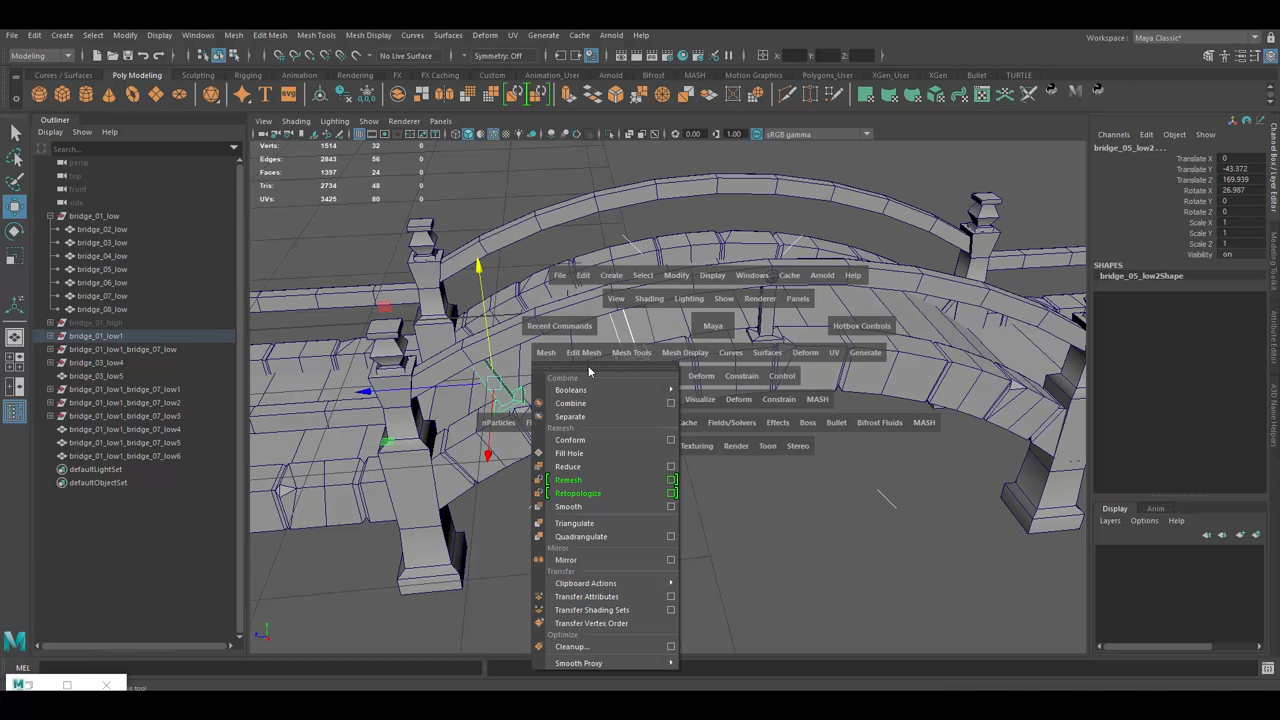 File Edit Create Select Modify Display Windows Mesh Edit Mesh Mesh Tools Mesh Display Curves Surfaces Deform UV Generate Cache Arnold Help
Workspace : Maya Classic*
Modeling
No Live Surface
Symmetry: Off
X:
Y:
Z:
Curves / Surfaces Poly Modeling Sculpting Rigging Animation Rendering FX FX Caching Custom Animation_User Arnold Bifrost MASH Motion Graphics Polygons_User XGen_User XGen Bullet TURTLE
Outliner
Display Show Help
Search...
persp
top
front
side
bridge_01_low
bridge_02_low
bridge_03_low
bridge_04_low
bridge_05_low
bridge_06_low
bridge_07_low
bridge_08_low
bridge_01_high
bridge_01_low1
bridge_01_low1_bridge_07_low
bridge_03_low4
bridge_03_low5
bridge_01_low1_bridge_07_low1
bridge_01_low1_bridge_07_low2
bridge_01_low1_bridge_07_low3
bridge_01_low1_bridge_07_low4
bridge_01_low1_bridge_07_low5
bridge_01_low1_bridge_07_low6
defaultLightSet
defaultObjectSet
View Shading Lighting Show Renderer Panels
0.00
1.00
sRGB gamma
Verts: 1514 32 0
Edges: 2843 56 0
Faces: 1397 24 0
Tris: 2734 48 0
UVs: 3425 80 0
File Edit Create Select Modify Display Windows Cache Arnold Help
View Shading Lighting Show Renderer Panels
Recent Commands Maya Hotbox Controls
Mesh Edit Mesh Mesh Tools Mesh Display Curves Surfaces Deform UV Generate
Deform Constrain Control
Visualize Deform Constrain MASH
nParticles
Fields/Solvers Effects Boss Bullet Bifrost Fluids MASH
Render Toon Stereo
Combine
Booleans
Combine
Separate
Remesh
Conform
Fill Hole
Reduce
Remesh
Retopologize
Smooth
Triangulate
Quadrangulate
Mirror
Mirror
Transfer
Clipboard Actions
Transfer Attributes
Transfer Shading Sets
Transfer Vertex Order
Optimize
Cleanup...
Smooth Proxy
Channels Edit Object Show
bridge_05_low2 ...
Translate X 0
Translate Y -43.372
Translate Z 169.939
Rotate X 26.987
Rotate Y 0
Rotate Z 0
Scale X 1
Scale Y 1
Scale Z 1
Visibility on
SHAPES
bridge_05_low2Shape
Display Anim
Layers Options Help
Channel Box / Layer Editor
Modeling Toolkit
Attribute Editor
MEL